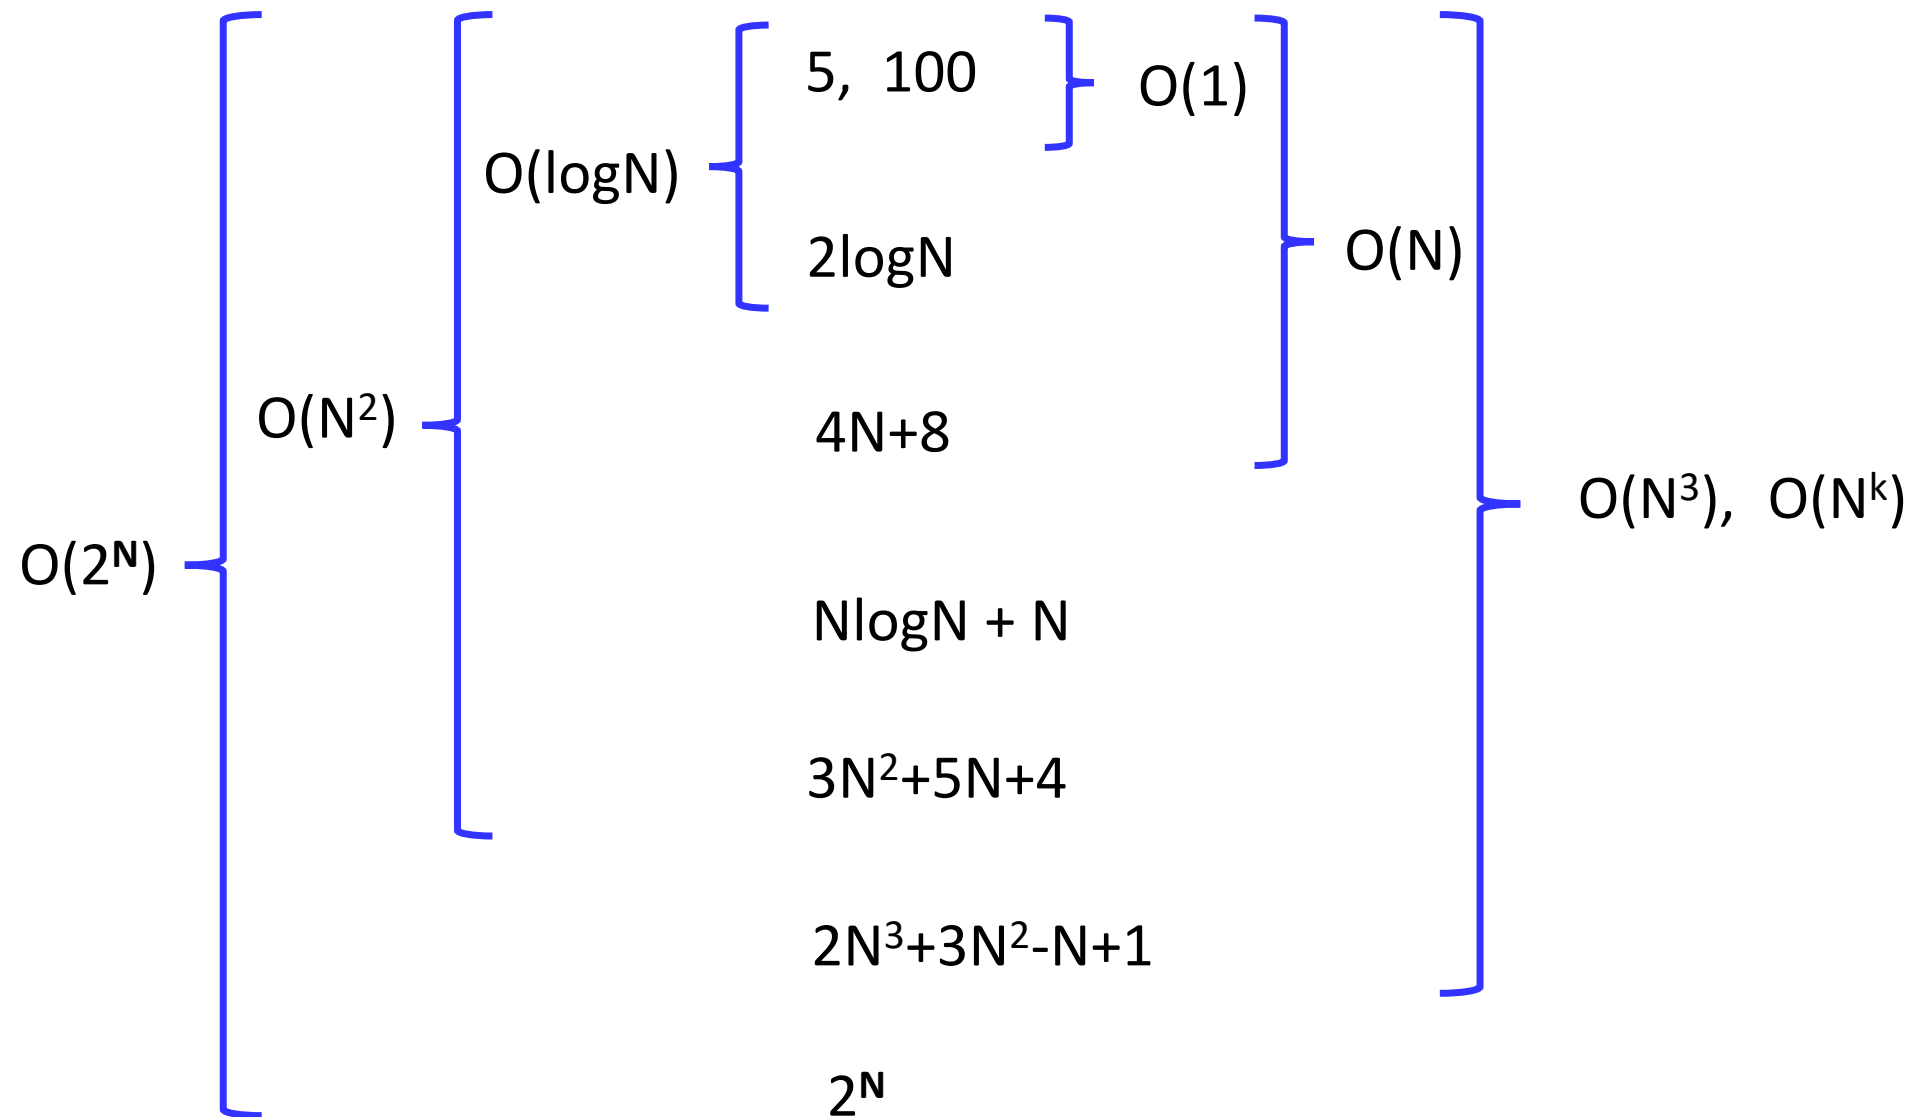 5, 100
O(1)
O(logN)
2logN
O(N)
O(N²)
4N+8
O(N³), O(Nᵏ)
O(2ᴺ)
NlogN + N
3N²+5N+4
2N³+3N²-N+1
2ᴺ